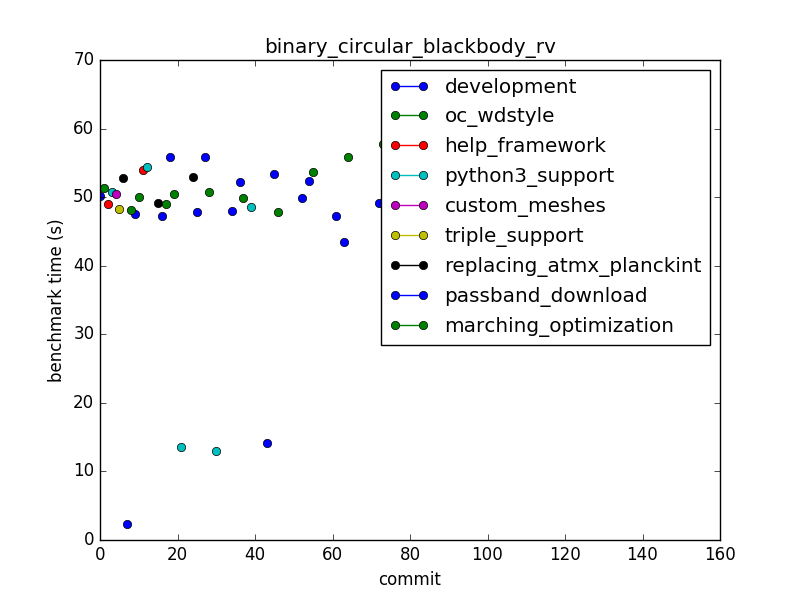 binary_circular_blackbody_rv
70
60
50
40
30
20
10
0
benchmark time (s)
development
oc_wdstyle
help_framework
python3_support
custom_meshes
triple_support
replacing_atmx_planckint
passband_download
marching_optimization
0 20 40 60 80 100 120 140 160
commit